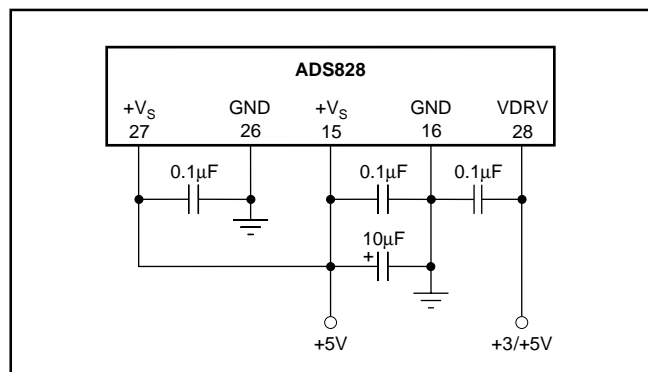 ADS828
+VS GND +VS GND VDRV
27 26 15 16 28
0.1µF 0.1µF 0.1µF
10µF
+
+5V +3/+5V